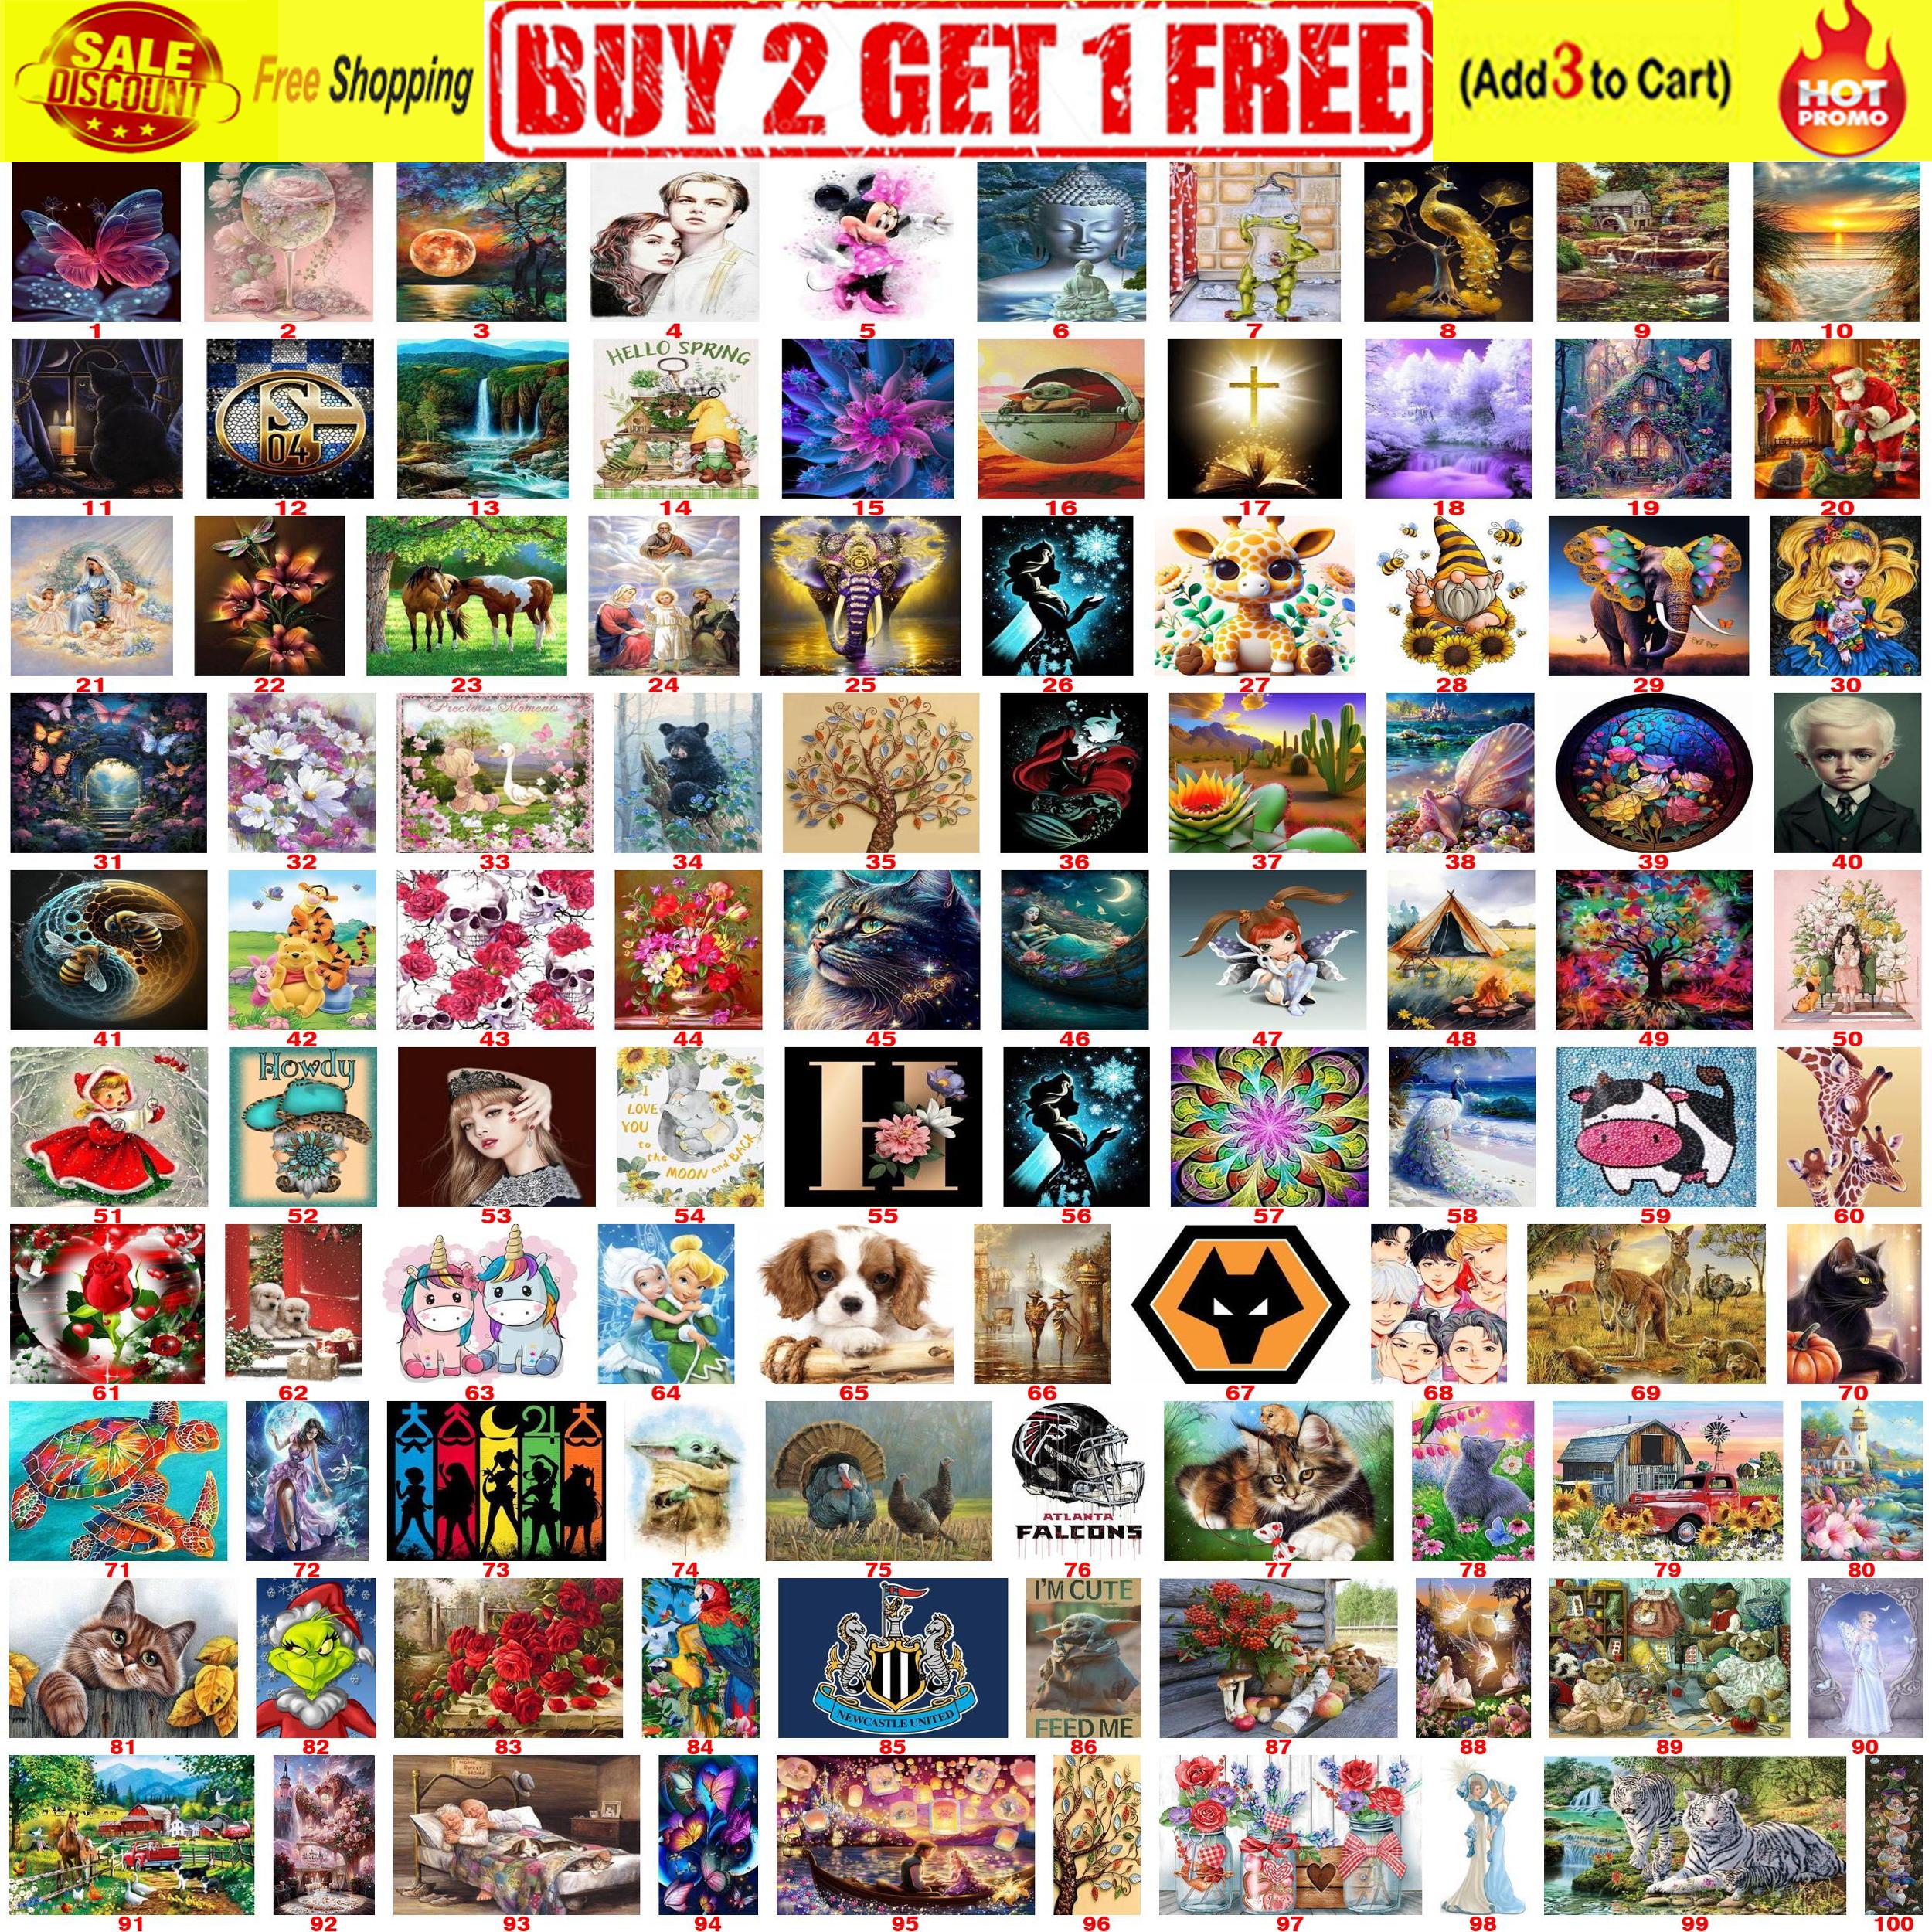 SALE
DISCOUNT
Free Shopping
BUY 2 GET 1 FREE
(Add 3 to Cart)
HOT
PROMO
1 2 3 4 5 6 7 8 9 10
HELLO SPRING
S
04
11 12 13 14 15 16 17 18 19 20
21 22 23 24 25 26 27 28 29 30
Precious Moments
31 32 33 34 35 36 37 38 39 40
41 42 43 44 45 46 47 48 49 50
Howdy
I
LOVE
YOU
to
the
MOON and BACK
H
51 52 53 54 55 56 57 58 59 60
61 62 63 64 65 66 67 68 69 70
ATLANTA
FALCONS
71 72 73 74 75 76 77 78 79 80
I'M CUTE
FEED ME
NEWCASTLE UNITED
81 82 83 84 85 86 87 88 89 90
91 92 93 94 95 96 97 98 99 100